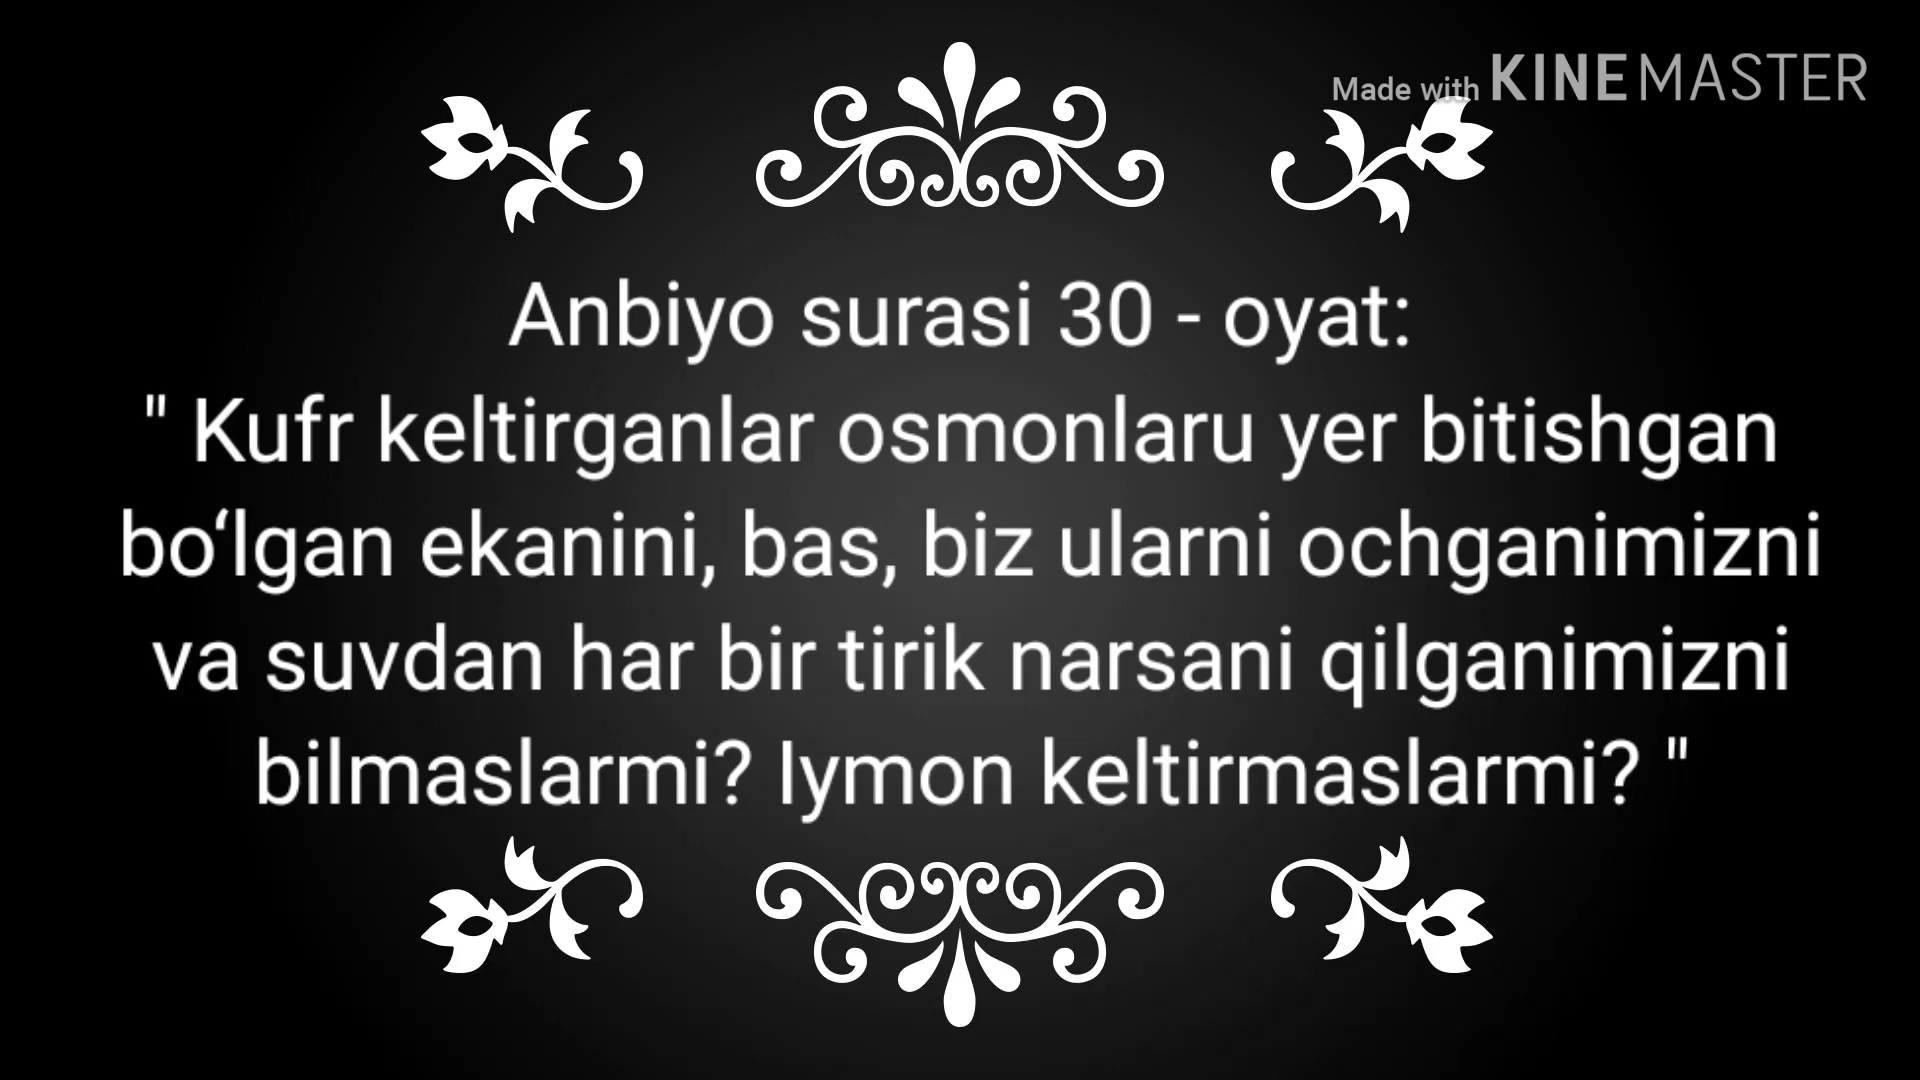 Made with KINEMASTER
Anbiyo surasi 30 - oyat:
" Kufr keltirganlar osmonlaru yer bitishgan
bo‘lgan ekanini, bas, biz ularni ochganimizni
va suvdan har bir tirik narsani qilganimizni
bilmaslarmi? Iymon keltirmaslarmi? "